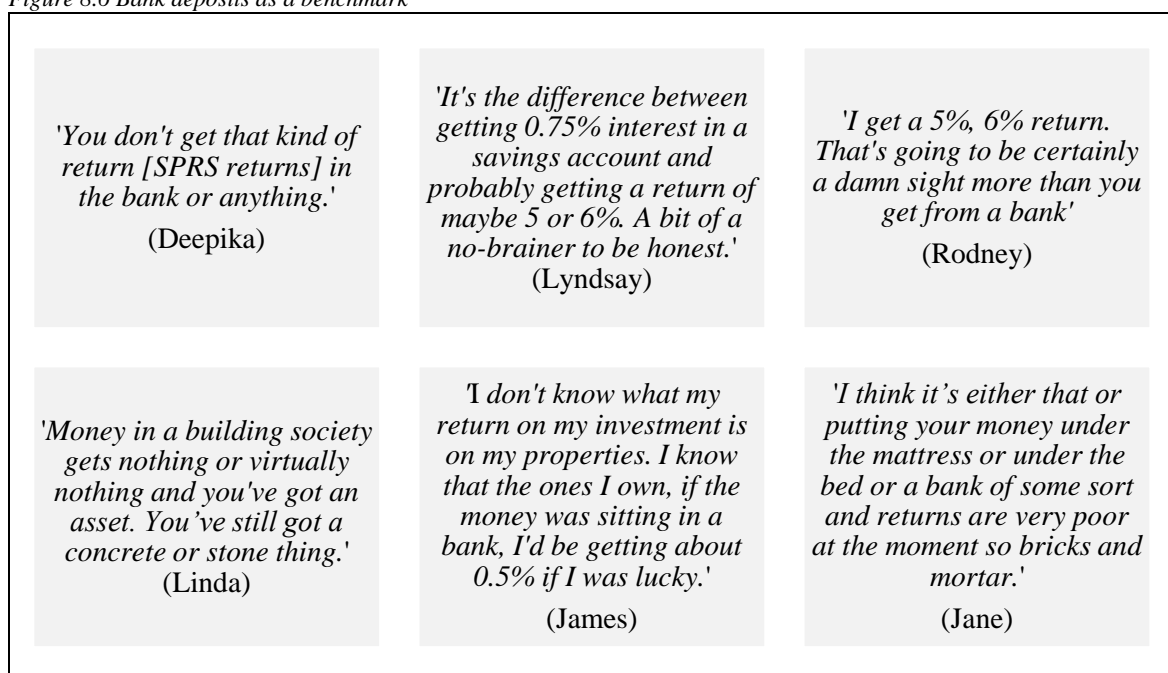 Figure 8.6 Bank deposits as a benchmark
'You don't get that kind of
return [SPRS returns] in
the bank or anything.'
(Deepika)
'It's the difference between
getting 0.75% interest in a
savings account and
probably getting a return of
maybe 5 or 6%. A bit of a
no-brainer to be honest.'
(Lyndsay)
'I get a 5%, 6% return.
That's going to be certainly
a damn sight more than you
get from a bank'
(Rodney)
'Money in a building society
gets nothing or virtually
nothing and you've got an
asset. You’ve still got a
concrete or stone thing.'
(Linda)
'I don't know what my
return on my investment is
on my properties. I know
that the ones I own, if the
money was sitting in a
bank, I'd be getting about
0.5% if I was lucky.'
(James)
'I think it’s either that or
putting your money under
the mattress or under the
bed or a bank of some sort
and returns are very poor
at the moment so bricks and
mortar.'
(Jane)